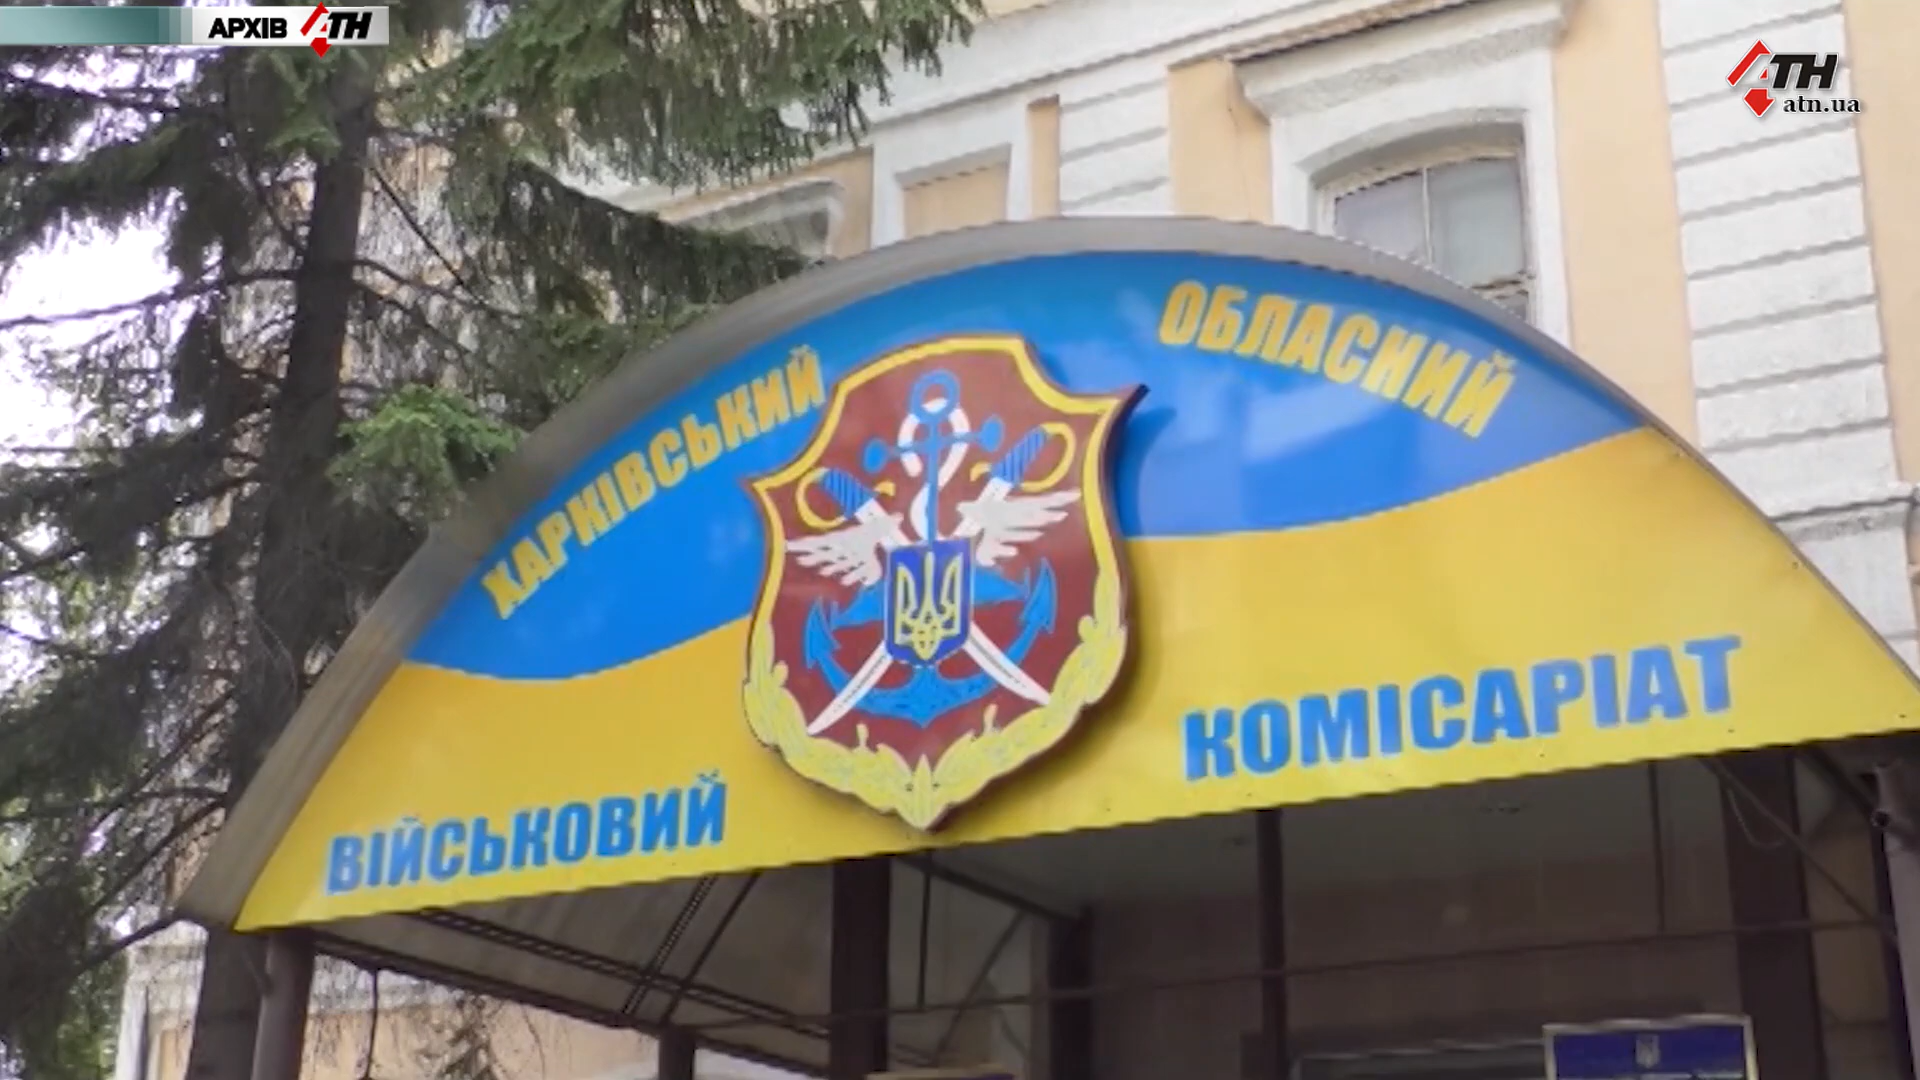 АРХІВ АТН
АТН
atn.ua
ХАРКІВСЬКИЙ ОБЛАСНИЙ
ВІЙСЬКОВИЙ КОМІСАРІАТ